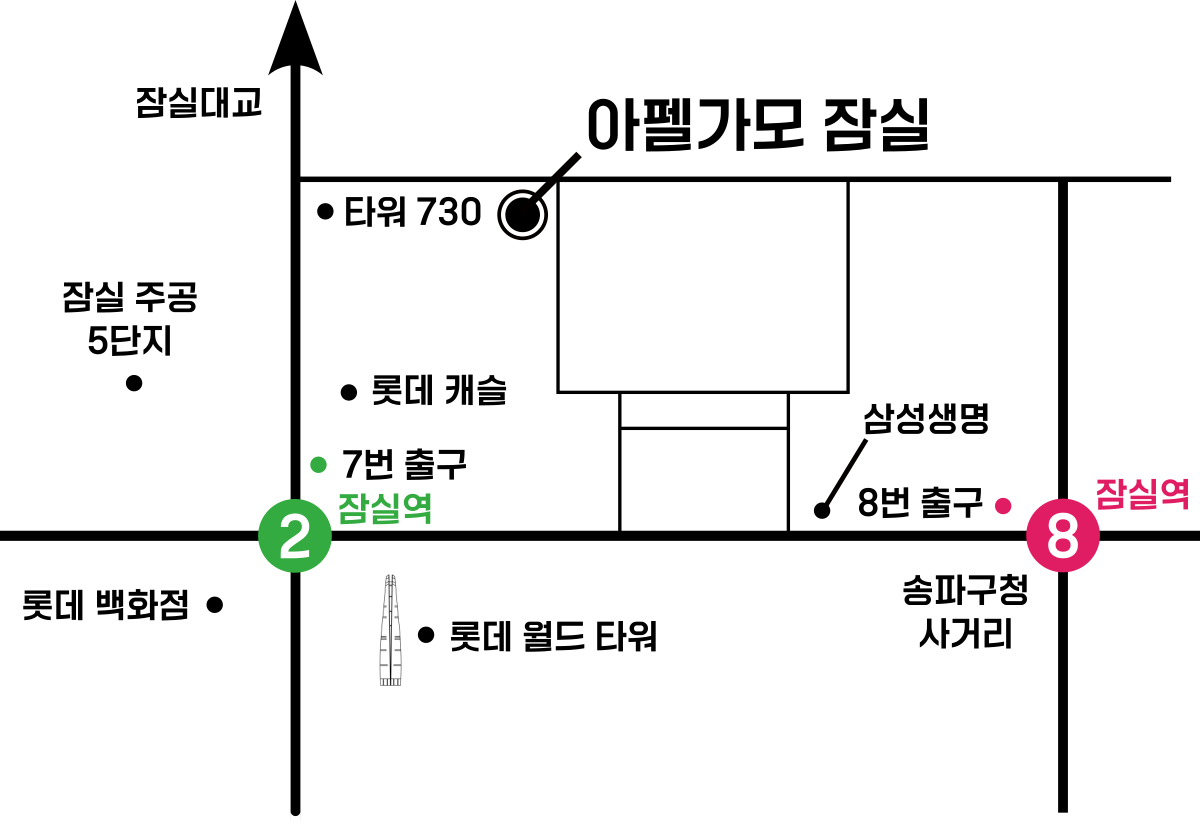 잠실대교
아펠가모 잠실
타워 730
잠실 주공
5단지
롯데 캐슬
삼성생명
7번 출구
잠실역
8번 출구
잠실역
2
8
롯데 백화점
롯데 월드 타워
송파구청
사거리